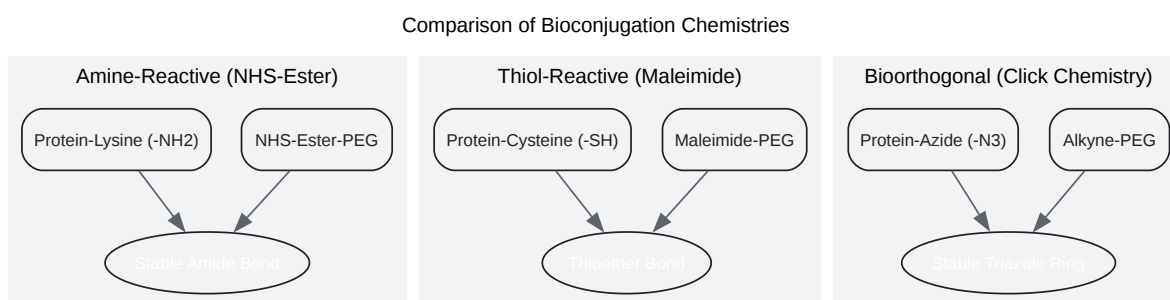 Comparison of Bioconjugation Chemistries
Amine-Reactive (NHS-Ester)
Protein-Lysine (-NH2)
NHS-Ester-PEG
Stable Amide Bond
Thiol-Reactive (Maleimide)
Protein-Cysteine (-SH)
Maleimide-PEG
Thioether Bond
Bioorthogonal (Click Chemistry)
Protein-Azide (-N3)
Alkyne-PEG
Stable Triazole Ring